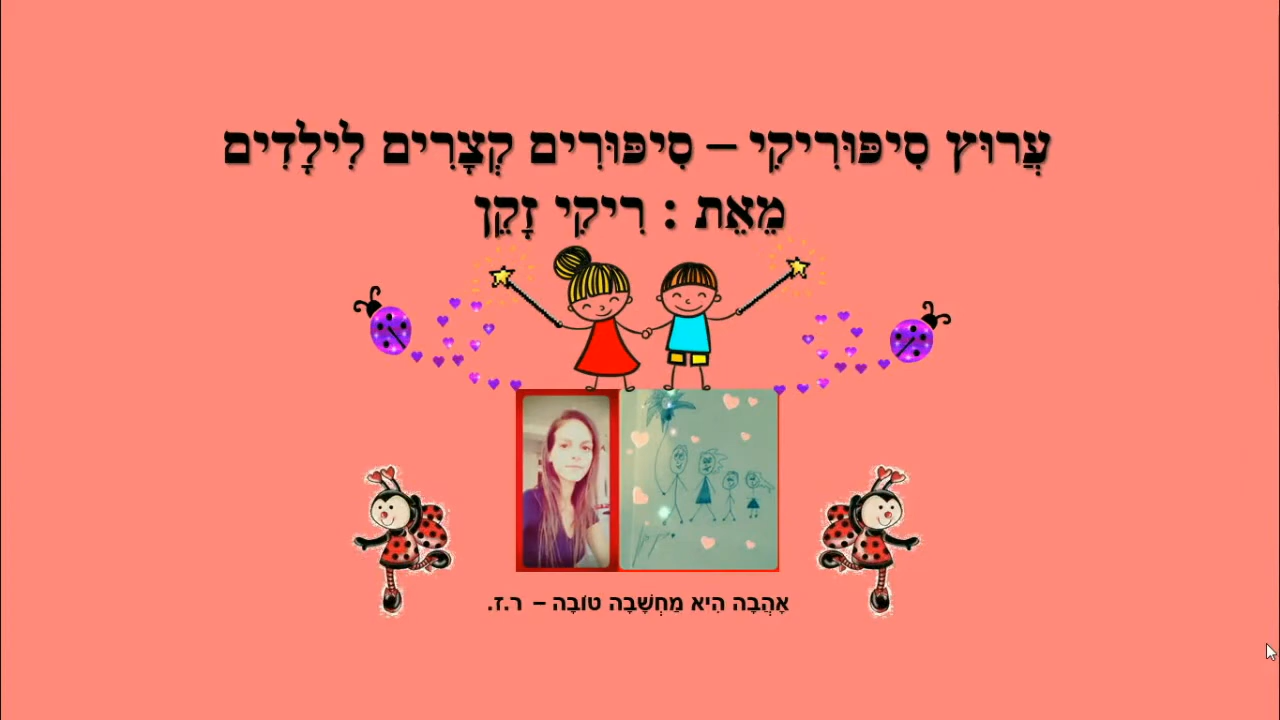 עֲרוּץ סִיפּוּרִיקִי – סִיפּוּרִים קְצָרִים לִילָדִים
מֵאֵת : רִיקִי זָקֵן
אַהֲבָה הִיא מַחְשָׁבָה טוֹבָה – ר.ז.